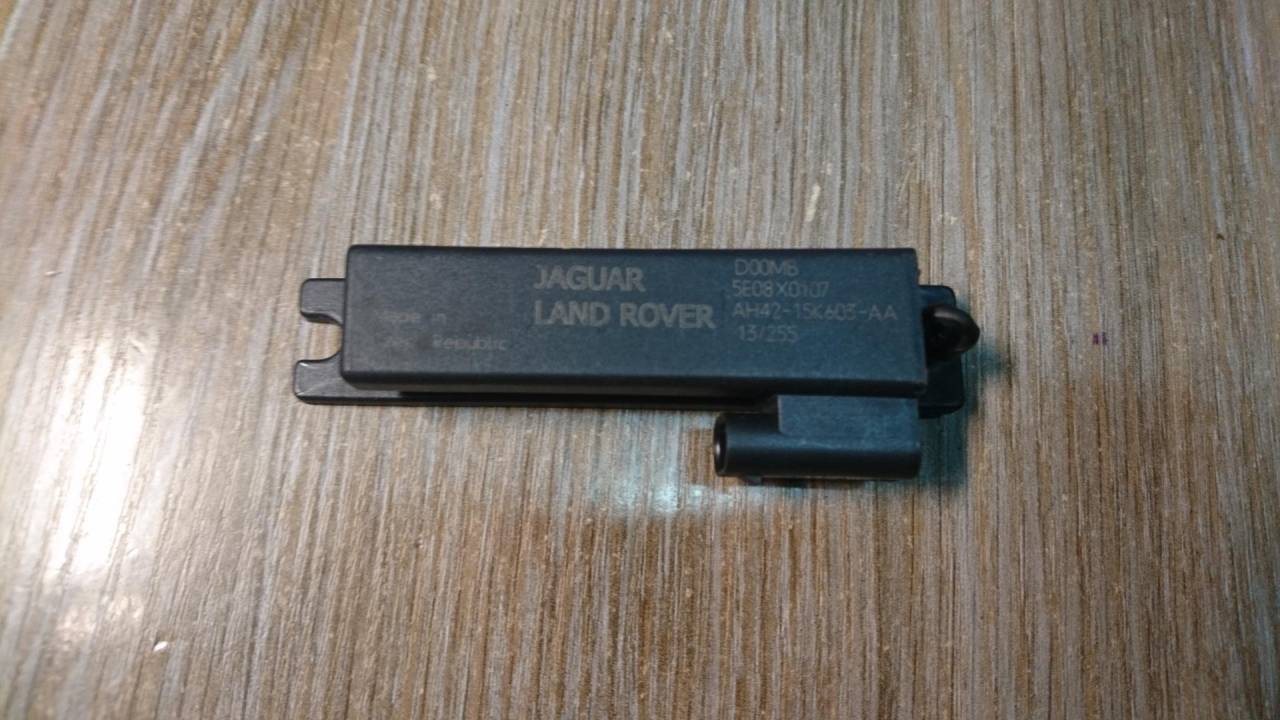 JAGUAR
LAND ROVER
Made in
Republic
D00MB
5E08X0107
AH42-15K603-AA
13/255